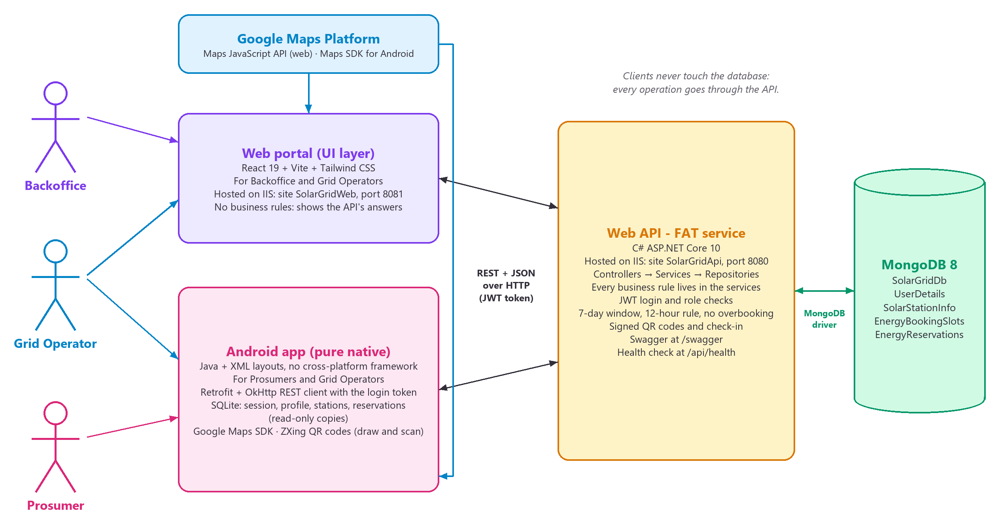 Google Maps Platform
Maps JavaScript API (web) · Maps SDK for Android
Clients never touch the database:
every operation goes through the API.
Backoffice
Web portal (UI layer)
React 19 + Vite + Tailwind CSS
For Backoffice and Grid Operators
Hosted on IIS: site SolarGridWeb, port 8081
No business rules: shows the API's answers
Grid Operator
Android app (pure native)
Java + XML layouts, no cross-platform framework
For Prosumers and Grid Operators
Retrofit + OkHttp REST client with the login token
SQLite: session, profile, stations, reservations
(read-only copies)
Google Maps SDK · ZXing QR codes (draw and scan)
Prosumer
REST + JSON
over HTTP
(JWT token)
Web API - FAT service
C# ASP.NET Core 10
Hosted on IIS: site SolarGridApi, port 8080
Controllers → Services → Repositories
Every business rule lives in the services
JWT login and role checks
7-day window, 12-hour rule, no overbooking
Signed QR codes and check-in
Swagger at /swagger
Health check at /api/health
MongoDB
driver
MongoDB 8
SolarGridDb
UserDetails
SolarStationInfo
EnergyBookingSlots
EnergyReservations